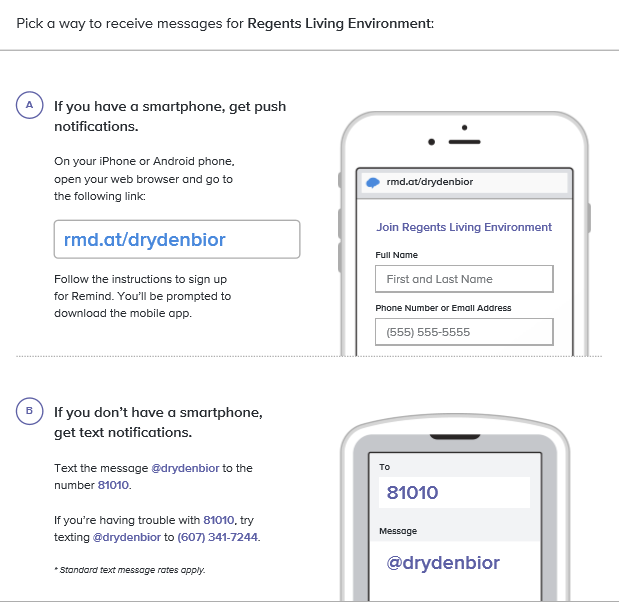 Pick a way to receive messages for Regents Living Environment:
A
If you have a smartphone, get push
notifications.
On your iPhone or Android phone,
open your web browser and go to
the following link:
rmd.at/drydenbior
Follow the instructions to sign up
for Remind. You'll be prompted to
download the mobile app.
rmd.at/drydenbior
Join Regents Living Environment
Full Name
First and Last Name
Phone Number or Email Address
(555) 555-5555
B
If you don't have a smartphone,
get text notifications.
Text the message @drydenbior to the
number 81010.
If you're having trouble with 81010, try
texting @drydenbior to (607) 341-7244.
* Standard text message rates apply.
To
81010
Message
@drydenbior